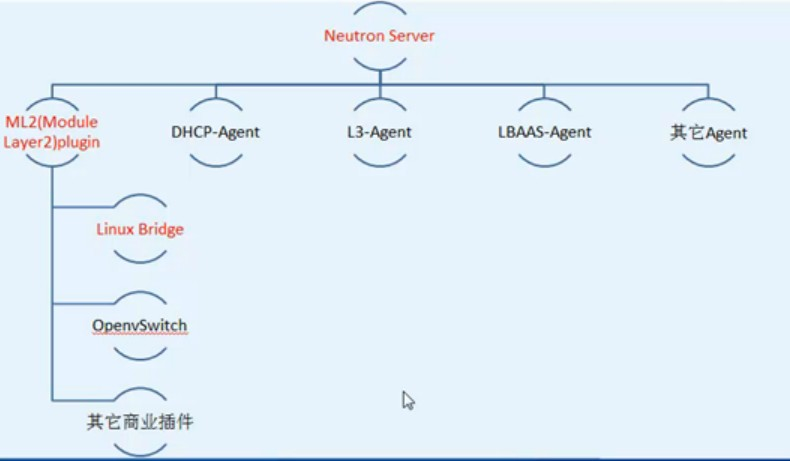 Neutron Server
ML2(Module
Layer2)plugin
DHCP-Agent
L3-Agent
LBAAS-Agent
其它Agent
Linux Bridge
OpenvSwitch
其它商业插件